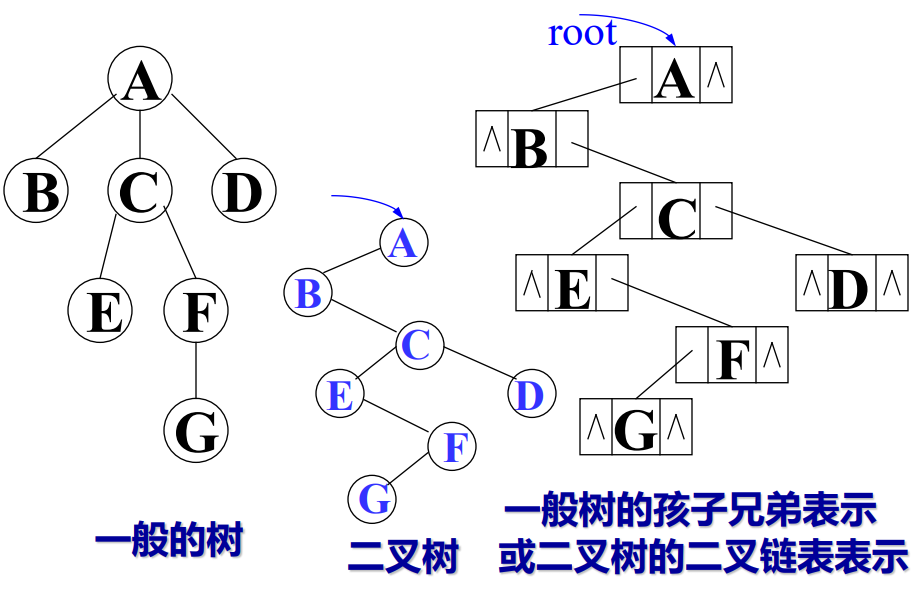 root
A
A ∧
B C D
∧ B
∧ C
A
B
E F
∧ E
∧ D ∧
C
E D
F ∧
G
F
∧ G ∧
G
一般的树
二叉树
一般树的孩子兄弟表示
或二叉树的二叉链表表示